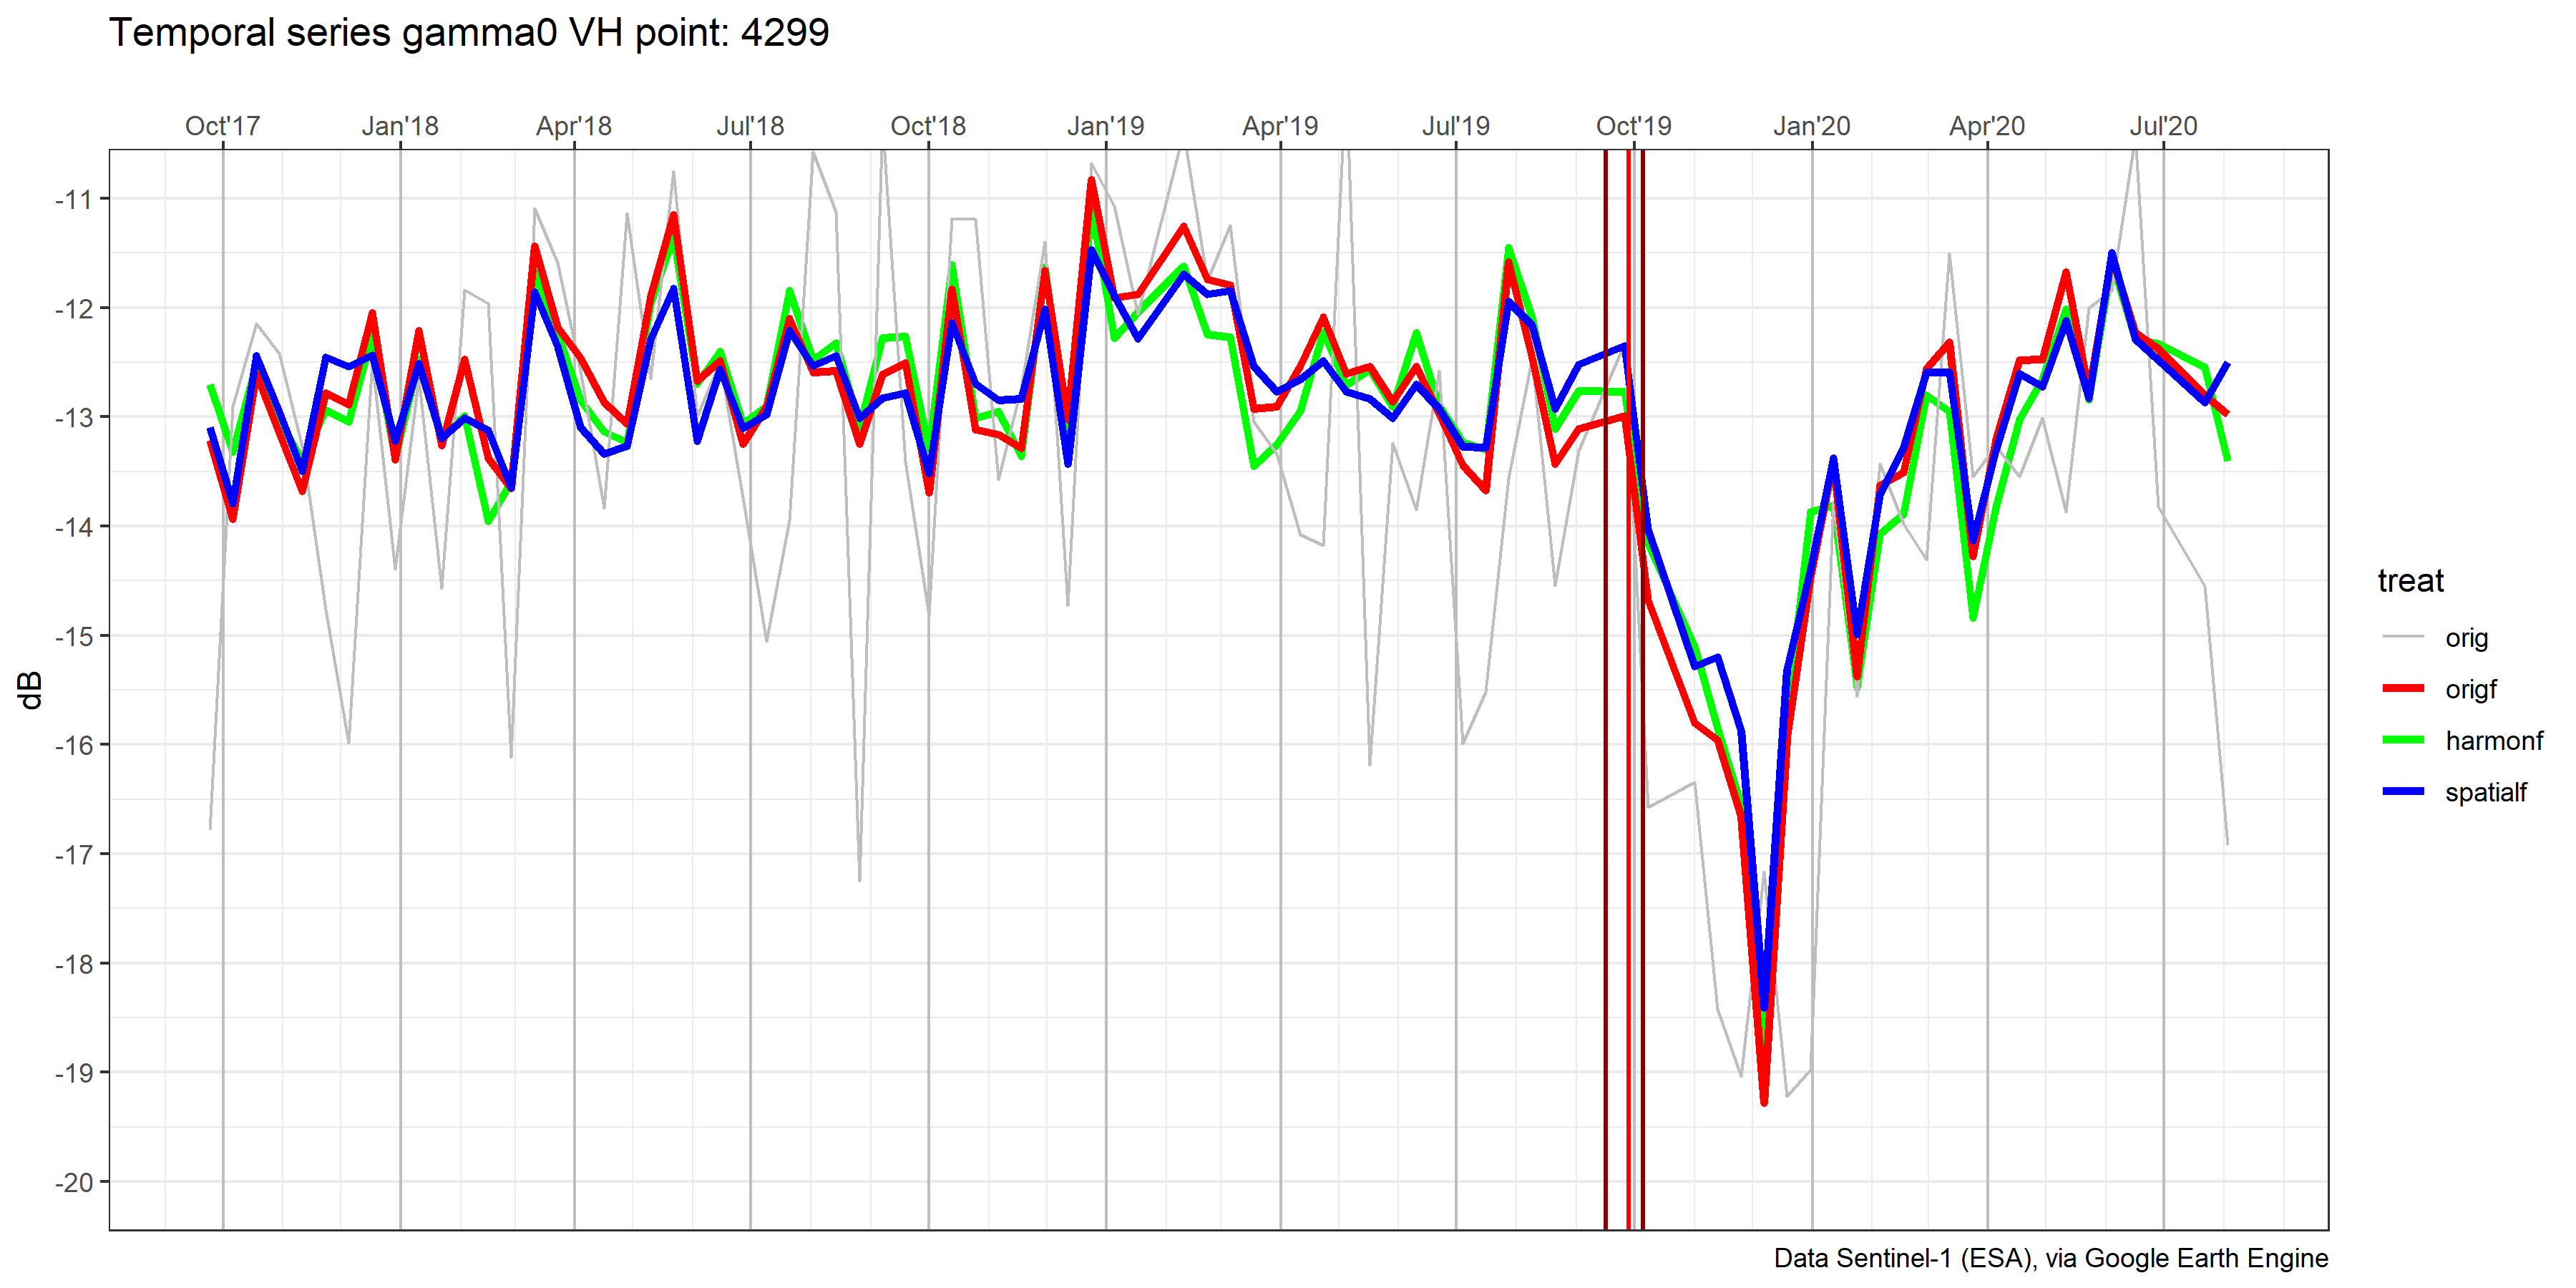 Temporal series gamma0 VH point: 4299
Oct'17 Jan'18 Apr'18 Jul'18 Oct'18 Jan'19 Apr'19 Jul'19 Oct'19 Jan'20 Apr'20 Jul'20
-11
-12
-13
-14
-15
-16
-17
-18
-19
-20
dB
treat
orig
origf
harmonf
spatialf
Data Sentinel-1 (ESA), via Google Earth Engine